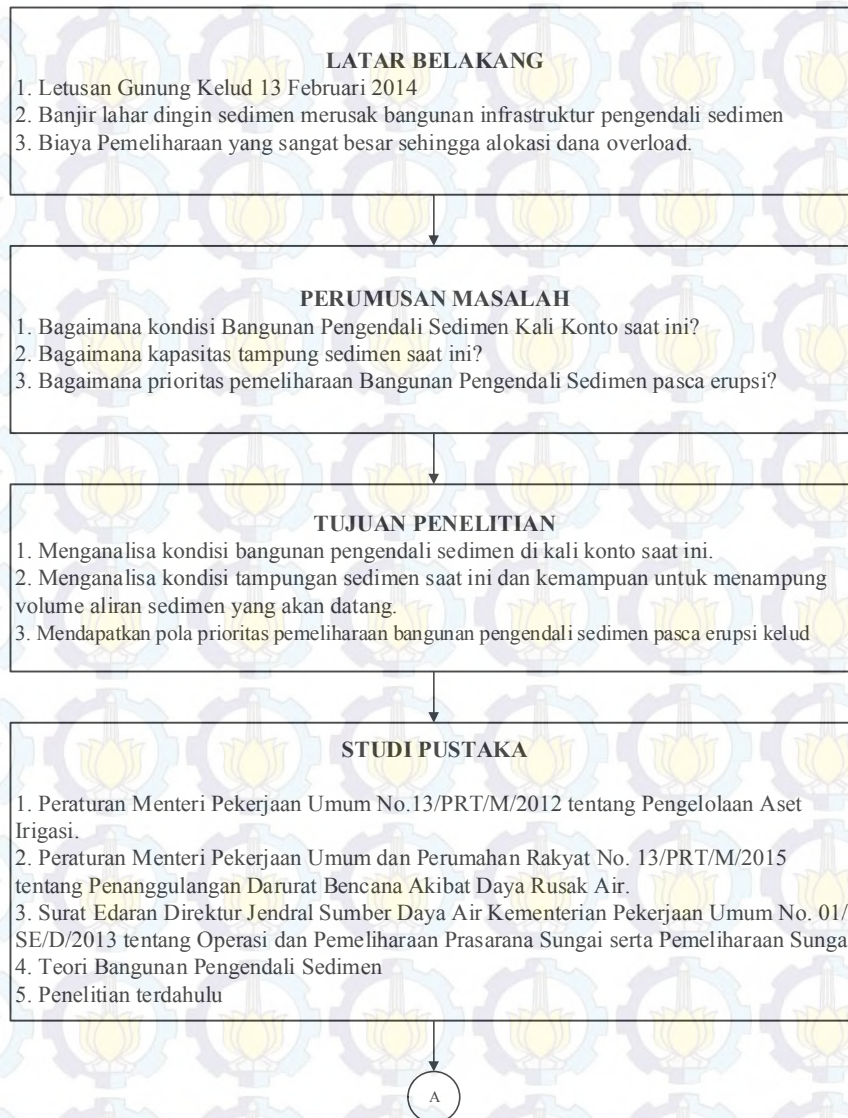 LATAR BELAKANG
1. Letusan Gunung Kelud 13 Februari 2014
2. Banjir lahar dingin sedimen merusak bangunan infrastruktur pengendali sedimen
3. Biaya Pemeliharaan yang sangat besar sehingga alokasi dana overload.
PERUMUSAN MASALAH
1. Bagaimana kondisi Bangunan Pengendali Sedimen Kali Konto saat ini?
2. Bagaimana kapasitas tampung sedimen saat ini?
3. Bagaimana prioritas pemeliharaan Bangunan Pengendali Sedimen pasca erupsi?
TUJUAN PENELITIAN
1. Menganalisa kondisi bangunan pengendali sedimen di kali konto saat ini.
2. Menganalisa kondisi tampungan sedimen saat ini dan kemampuan untuk menampung
volume aliran sedimen yang akan datang.
3. Mendapatkan pola prioritas pemeliharaan bangunan pengendali sedimen pasca erupsi kelud
STUDI PUSTAKA
1. Peraturan Menteri Pekerjaan Umum No.13/PRT/M/2012 tentang Pengelolaan Aset
Irigasi.
2. Peraturan Menteri Pekerjaan Umum dan Perumahan Rakyat No. 13/PRT/M/2015
tentang Penanggulangan Darurat Bencana Akibat Daya Rusak Air.
3. Surat Edaran Direktur Jendral Sumber Daya Air Kementerian Pekerjaan Umum No. 01/
SE/D/2013 tentang Operasi dan Pemeliharaan Prasarana Sungai serta Pemeliharaan Sunga
4. Teori Bangunan Pengendali Sedimen
5. Penelitian terdahulu
A